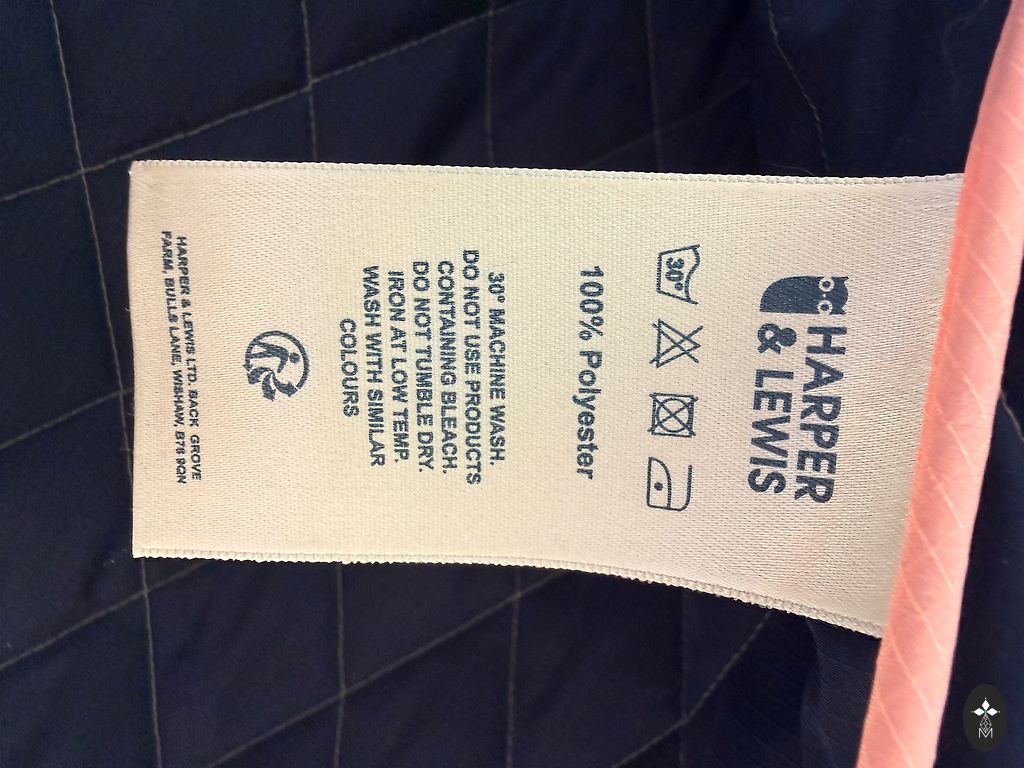 HARPER
& LEWIS
30°
100% Polyester
30° MACHINE WASH.
DO NOT USE PRODUCTS
CONTAINING BLEACH.
DO NOT TUMBLE DRY.
IRON AT LOW TEMP.
WASH WITH SIMILAR
COLOURS
HARPER & LEWIS LTD. BACK GROVE
FARM, BULLS LANE, WISHAW, B76 9QN
M